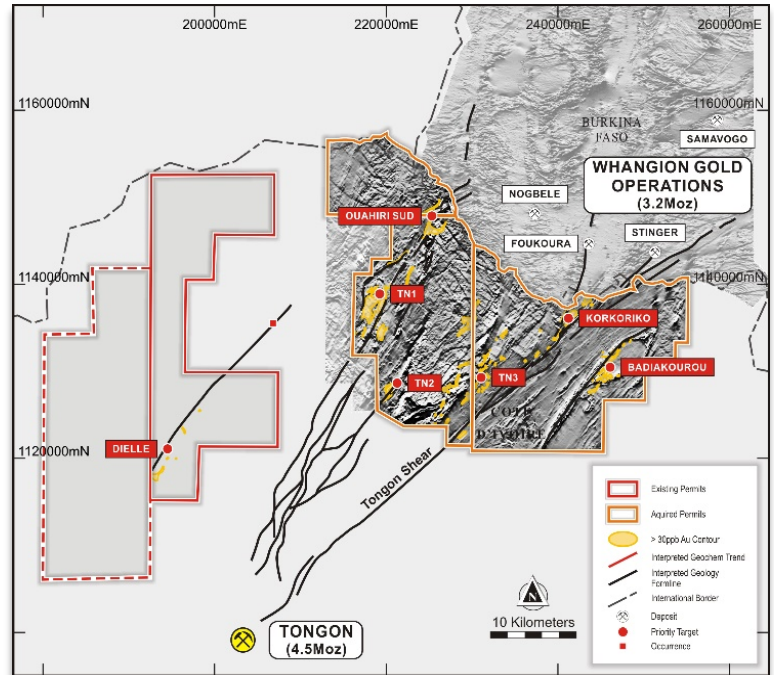 200000mE
220000mE
240000mE
260000mE
1160000mN
1160000mN
BURKINA
FASO
SAMAVOGO
WHANGION GOLD
OPERATIONS
(3.2Moz)
NOGBELE
OUAHIRI SUD
FOUKOURA
STINGER
1140000mN
1140000mN
TN1
KORKORIKO
TN2
TN3
BADIAKOUROU
COTE
D'IVOIRE
DIELLE
1120000mN
Tongon Shear
TONGON
(4.5Moz)
N
10 Kilometers
Existing Permits
Aquired Permits
> 30ppb Au Contour
Interpreted Geochem Trend
Interpreted Geology
Formline
International Border
Deposit
Priority Target
Occurrence